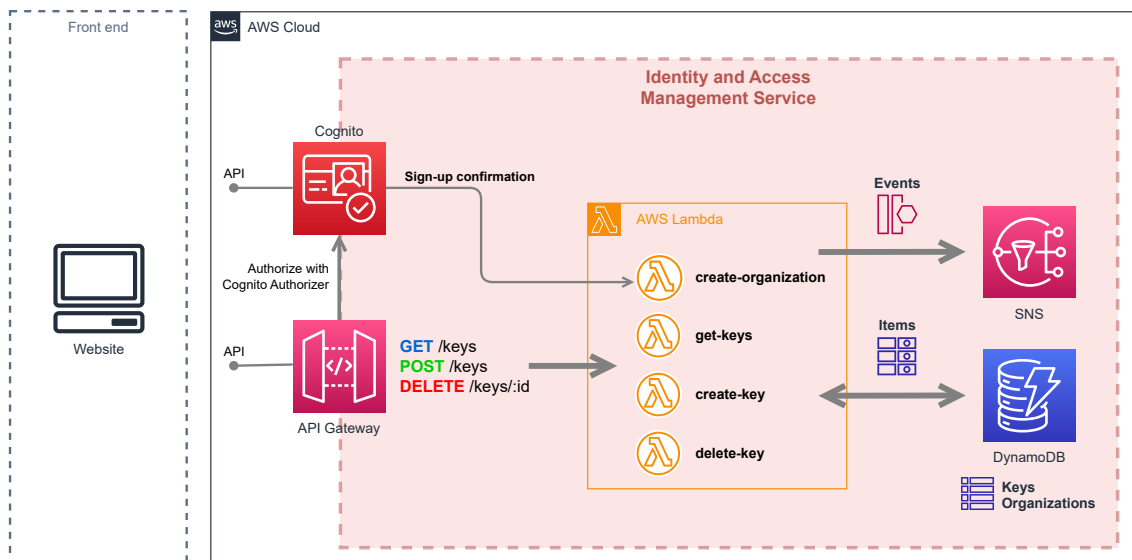 Front end
aws
AWS Cloud
Identity and Access
Management Service
Cognito
API
Sign-up confirmation
Events
AWS Lambda
Authorize with
Cognito Authorizer
create-organization
SNS
Website
API
GET /keys
POST /keys
DELETE /keys/:id
get-keys
Items
create-key
API Gateway
delete-key
DynamoDB
Keys
Organizations